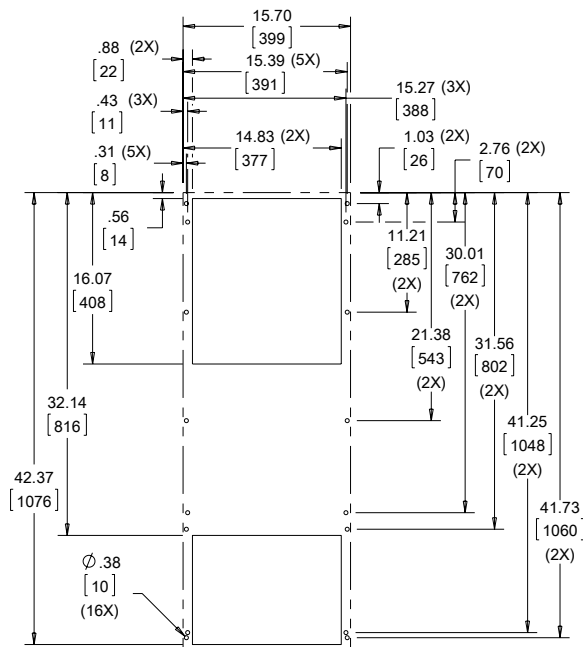 15.70
[399]
.88 (2X)
[22]
15.39 (5X)
[391]
.43 (3X)
[11]
15.27 (3X)
[388]
14.83 (2X)
[377]
1.03 (2X)
[26]
2.76 (2X)
[70]
.31 (5X)
[8]
.56
[14]
11.21
[285]
(2X)
30.01
[762]
(2X)
16.07
[408]
21.38
[543]
(2X)
31.56
[802]
(2X)
32.14
[816]
41.25
[1048]
(2X)
42.37
[1076]
41.73
[1060]
(2X)
Ø.38
[10]
(16X)